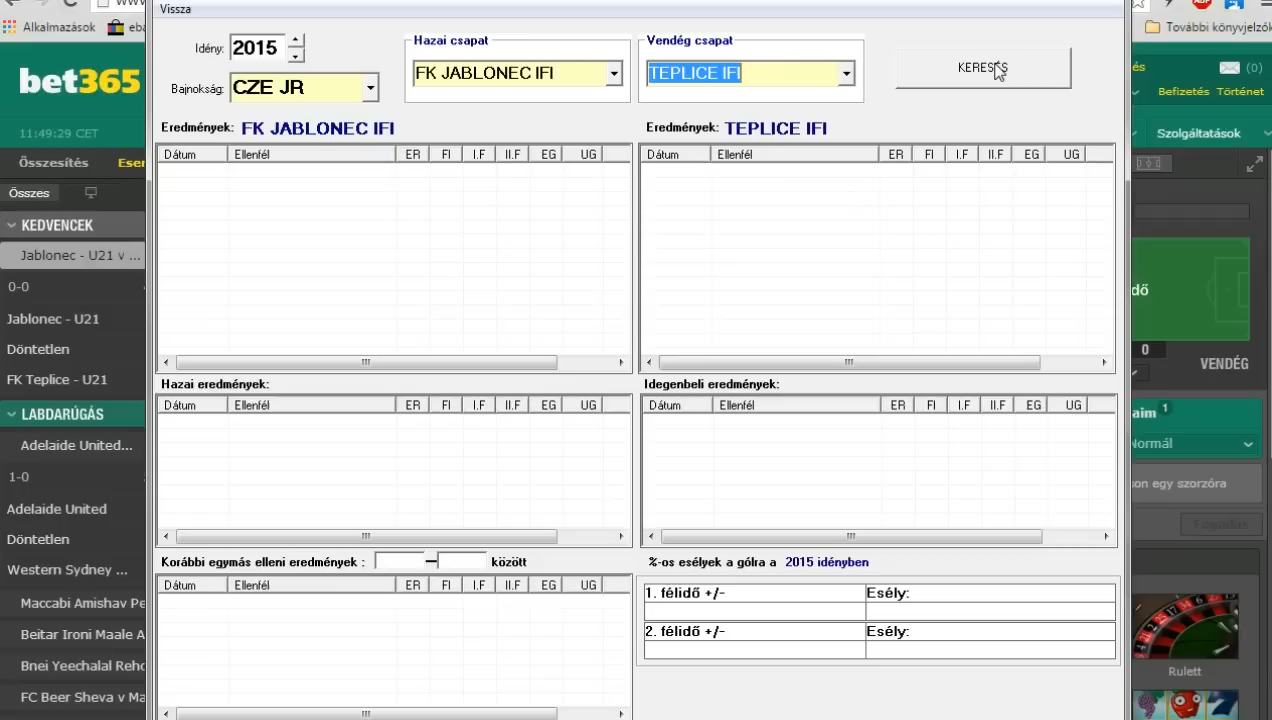 Vissza
Idény: 2015
Bajnokság: CZE JR
Hazai csapat
FK JABLONEC IFI
Vendég csapat
TEPLICE IFI
KERESÉS
Eredmények: FK JABLONEC IFI
Dátum Ellenfél ER FI I.F II.F EG UG
Eredmények: TEPLICE IFI
Dátum Ellenfél ER FI I.F II.F EG UG
Hazai eredmények:
Dátum Ellenfél ER FI I.F II.F EG UG
Idegenbeli eredmények:
Dátum Ellenfél ER FI I.F II.F EG UG
Korábbi egymás elleni eredmények : — között
Dátum Ellenfél ER FI I.F II.F EG UG
%-os esélyek a gólra a 2015 idényben
1. félidő +/- Esély:
2. félidő +/- Esély:
Alkalmazások
bet365
11:49:29 CET
Összesítés
Összes
KEDVENCEK
Jablonec - U21 v ...
0-0
Jablonec - U21
Döntetlen
FK Teplice - U21
LABDARÚGÁS
Adelaide United...
1-0
Adelaide United
Döntetlen
Western Sydney ...
Maccabi Amishav Pe
Beitar Ironi Maale A
Bnei Yeechalal Reho
FC Beer Sheva v Ma
További könyvjelzők
(0)
Befizetés Történet
Szolgáltatások
0
VENDÉG
1
Normál
egy szorzóra
Fogadás
Rulett